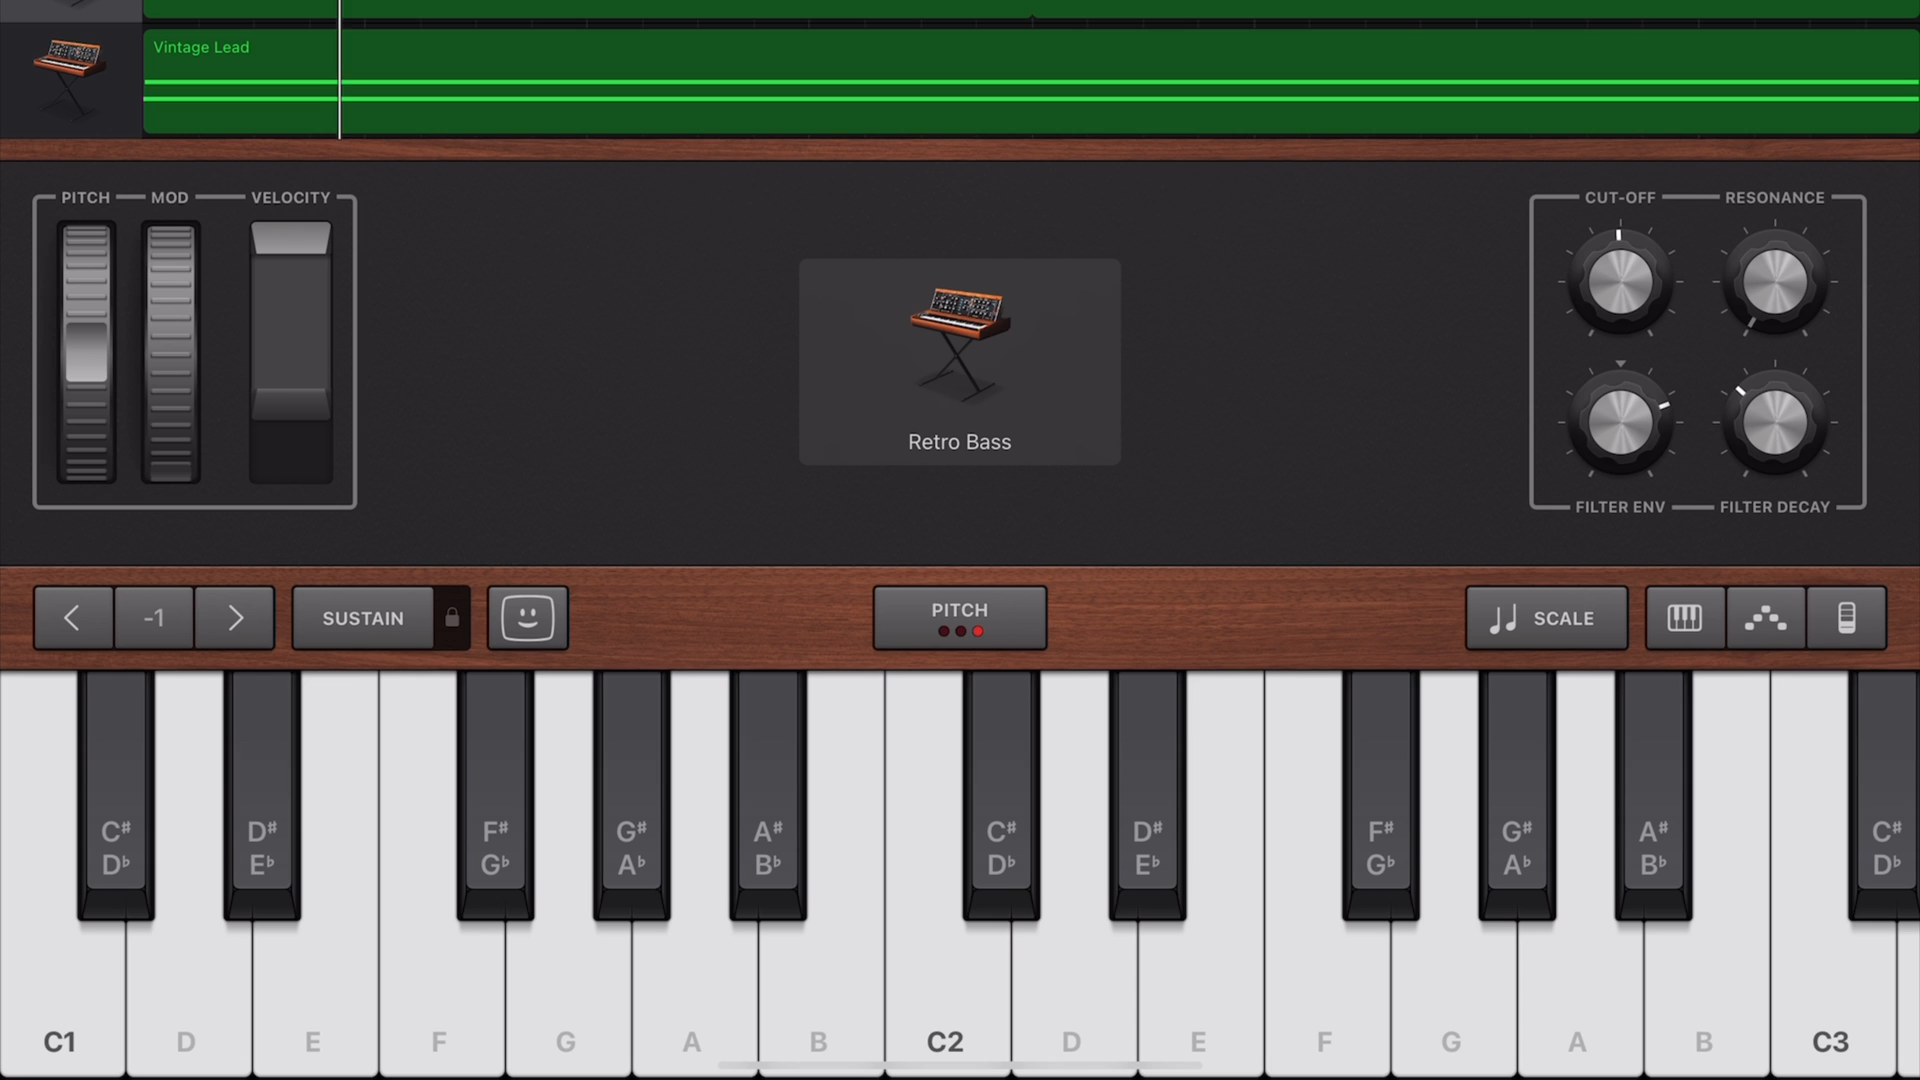 Vintage Lead
PITCH MOD VELOCITY
CUT-OFF RESONANCE
Retro Bass
FILTER ENV FILTER DECAY
-1
SUSTAIN
PITCH
SCALE
C♯ D♯ F♯ G♯ A♯ C♯ D♯ F♯ G♯ A♯ C♯
D♭ E♭ G♭ A♭ B♭ D♭ E♭ G♭ A♭ B♭ D♭
C1 D E F G A B C2 D E F G A B C3